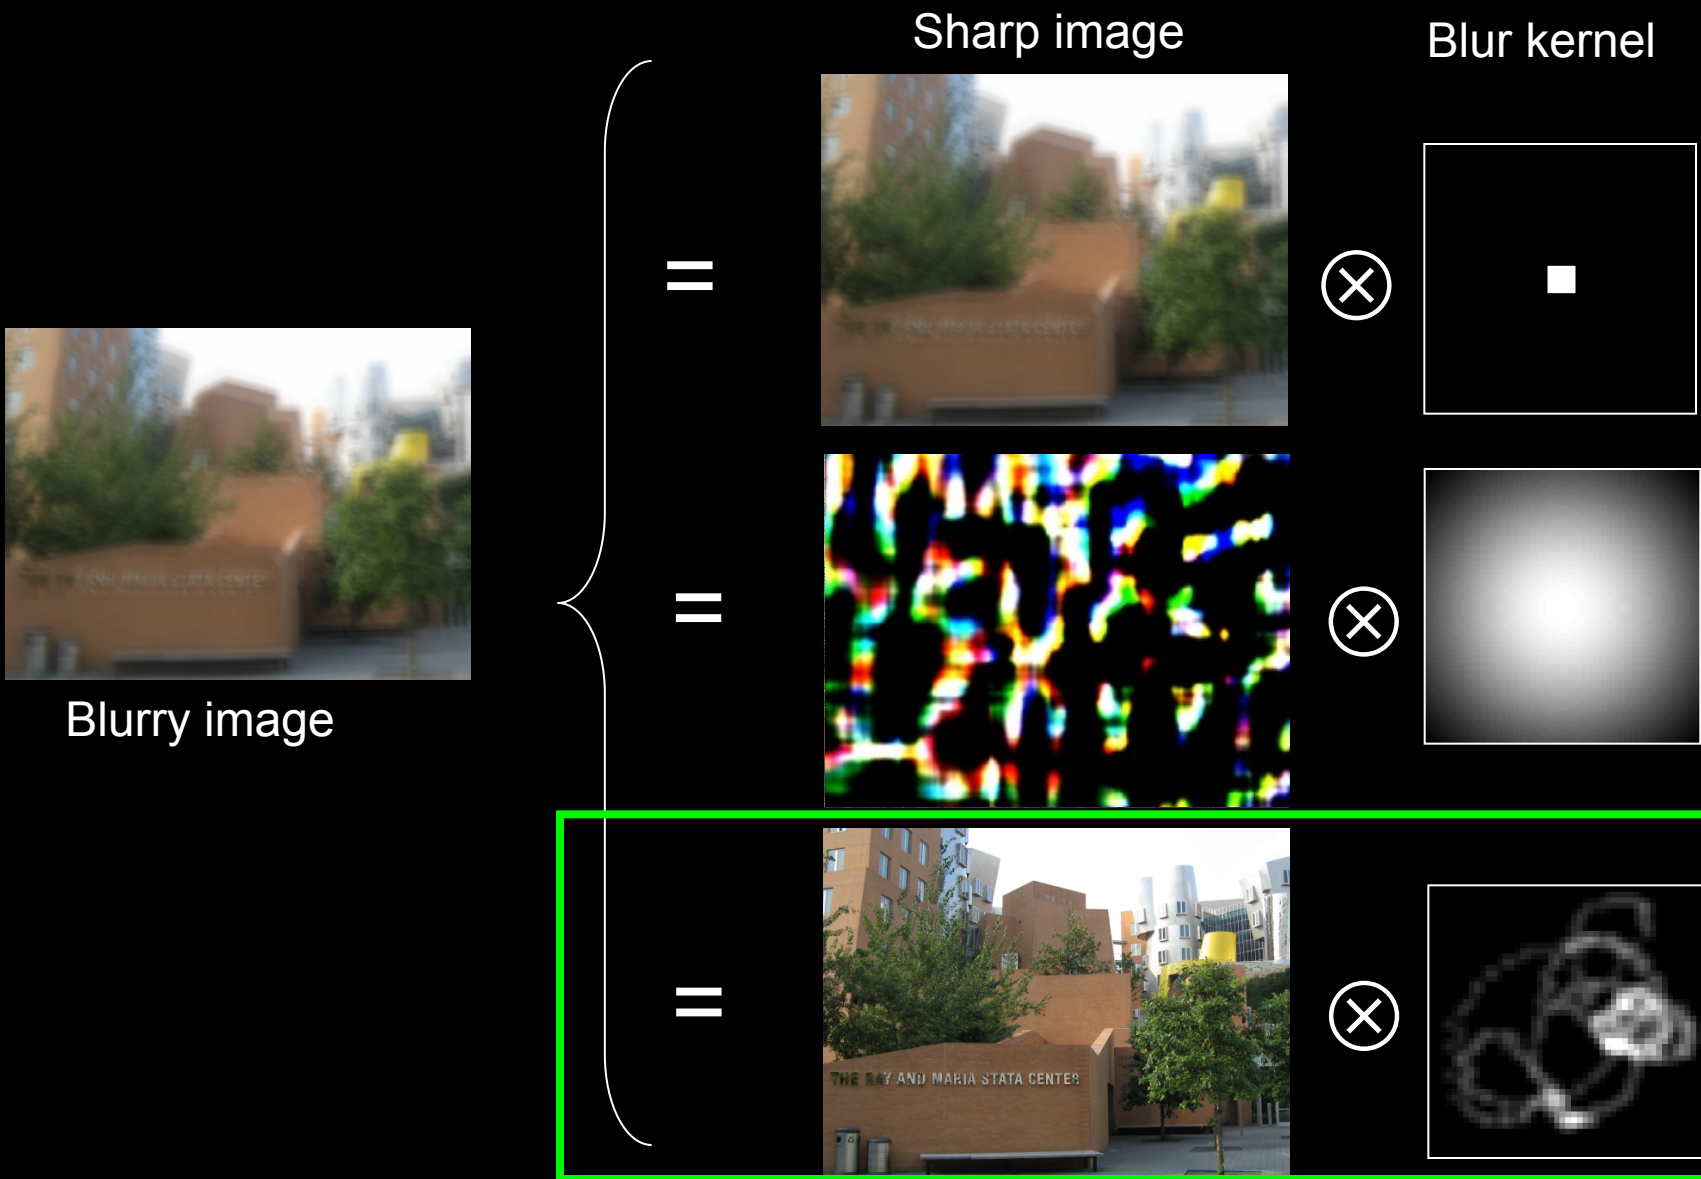 Sharp image
Blur kernel
Blurry image
THE RAY AND MARIA STATA CENTER